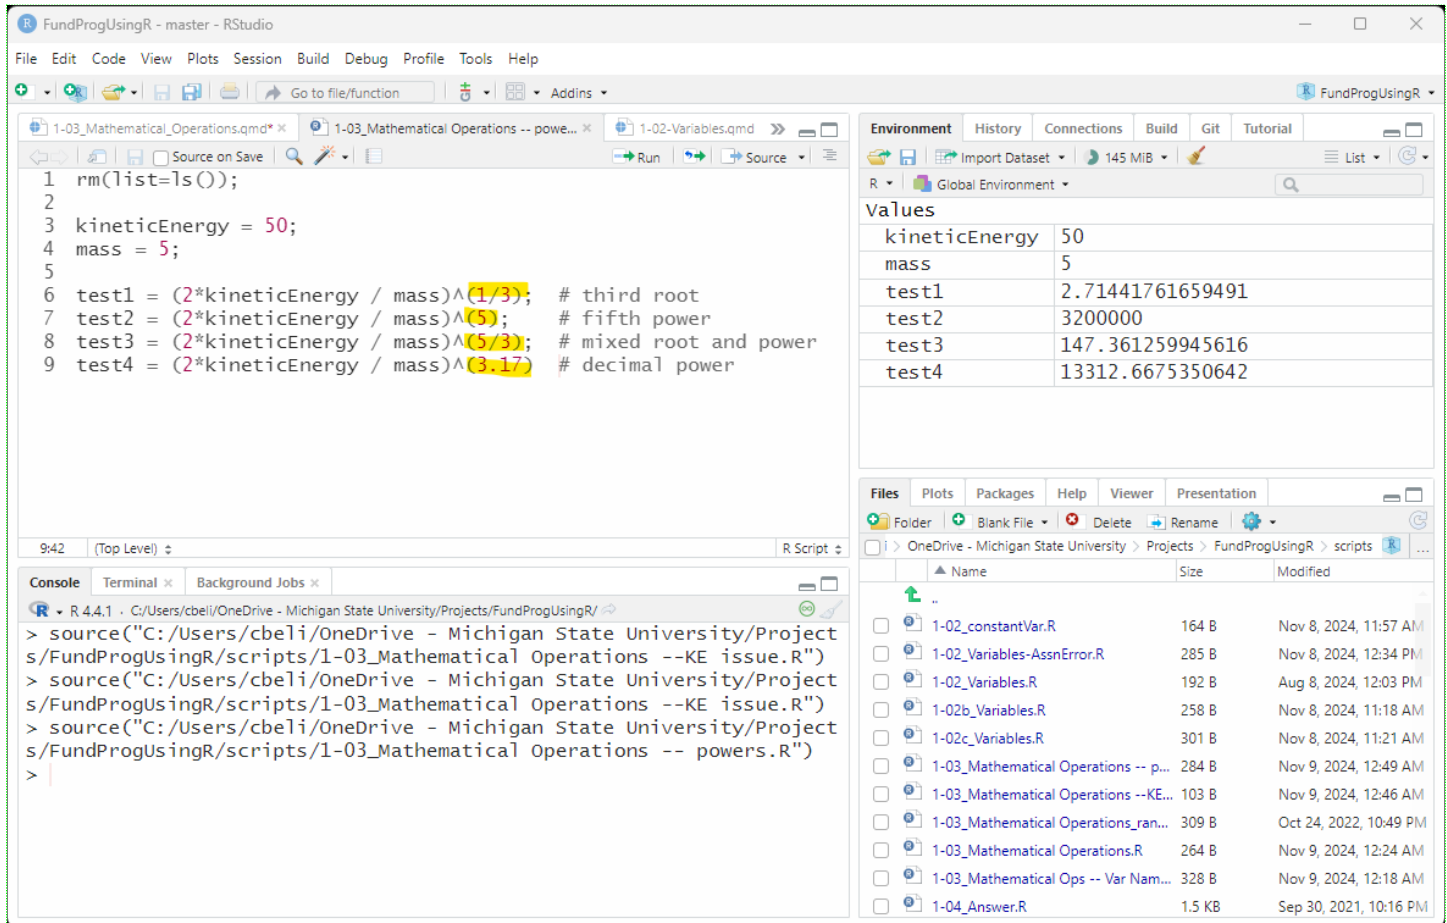 FundProgUsingR - master - RStudio
File Edit Code View Plots Session Build Debug Profile Tools Help
Go to file/function Addins FundProgUsingR
1-03_Mathematical_Operations.qmd* 1-03_Mathematical Operations -- powe... 1-02-Variables.qmd
Source on Save Run Source
1 rm(list=ls());
2
3 kineticEnergy = 50;
4 mass = 5;
5
6 test1 = (2*kineticEnergy / mass)^(1/3); # third root
7 test2 = (2*kineticEnergy / mass)^(5); # fifth power
8 test3 = (2*kineticEnergy / mass)^(5/3); # mixed root and power
9 test4 = (2*kineticEnergy / mass)^(3.17) # decimal power
9:42 (Top Level) R Script
Console Terminal Background Jobs
R 4.4.1 · C:/Users/cbeli/OneDrive - Michigan State University/Projects/FundProgUsingR/
> source("C:/Users/cbeli/OneDrive - Michigan State University/Project
s/FundProgUsingR/scripts/1-03_Mathematical Operations --KE issue.R")
> source("C:/Users/cbeli/OneDrive - Michigan State University/Project
s/FundProgUsingR/scripts/1-03_Mathematical Operations --KE issue.R")
> source("C:/Users/cbeli/OneDrive - Michigan State University/Project
s/FundProgUsingR/scripts/1-03_Mathematical Operations -- powers.R")
>
Environment History Connections Build Git Tutorial
Import Dataset 145 MiB List
R Global Environment
Values
kineticEnergy 50
mass 5
test1 2.71441761659491
test2 3200000
test3 147.361259945616
test4 13312.6675350642
Files Plots Packages Help Viewer Presentation
Folder Blank File Delete Rename
i > OneDrive - Michigan State University > Projects > FundProgUsingR > scripts ...
Name Size Modified
..
1-02_constantVar.R 164 B Nov 8, 2024, 11:57 AM
1-02_Variables-AssnError.R 285 B Nov 8, 2024, 12:34 PM
1-02_Variables.R 192 B Aug 8, 2024, 12:03 PM
1-02b_Variables.R 258 B Nov 8, 2024, 11:18 AM
1-02c_Variables.R 301 B Nov 8, 2024, 11:21 AM
1-03_Mathematical Operations -- p... 284 B Nov 9, 2024, 12:49 AM
1-03_Mathematical Operations --KE... 103 B Nov 9, 2024, 12:46 AM
1-03_Mathematical Operations_ran... 309 B Oct 24, 2022, 10:49 PM
1-03_Mathematical Operations.R 264 B Nov 9, 2024, 12:24 AM
1-03_Mathematical Ops -- Var Nam... 328 B Nov 9, 2024, 12:18 AM
1-04_Answer.R 1.5 KB Sep 30, 2021, 10:16 PM